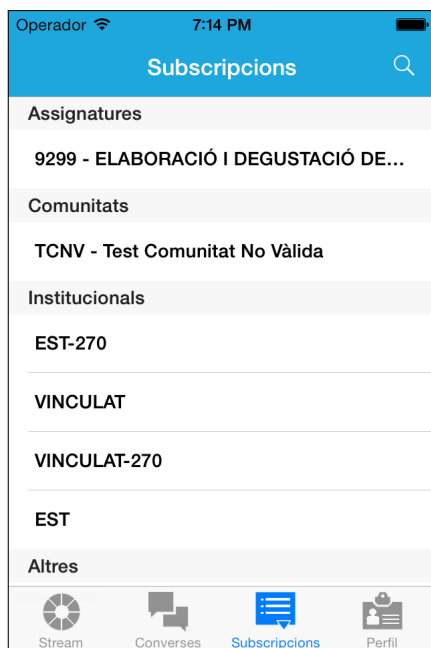 Operador 7:14 PM
Subscripcions
Assignatures
9299 - ELABORACIÓ I DEGUSTACIÓ DE...
Comunitats
TCNV - Test Comunitat No Vàlida
Institucionals
EST-270
VINCULAT
VINCULAT-270
EST
Altres
Stream Converses Subscripcions Perfil